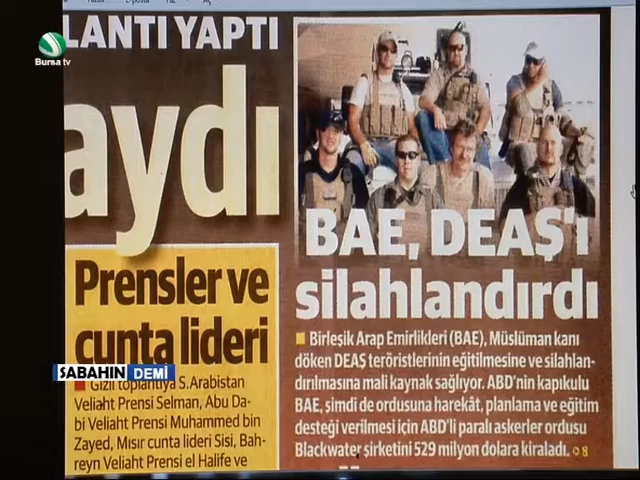 Bursa tv
LANTI YAPTI
aydı
Prensler ve
cunta lideri
SABAHIN DEMİ
Gizli toplantıya S.Arabistan
Veliaht Prensi Selman, Abu Da-
bi Veliaht Prensi Muhammed bin
Zayed, Mısır cunta lideri Sisi, Bah-
reyn Veliaht Prensi el Halife ve
BAE, DEAŞ'ı
silahlandırdı
Birleşik Arap Emirlikleri (BAE), Müslüman kanı
döken DEAŞ teröristlerinin eğitilmesine ve silahlan-
dırılmasına mali kaynak sağlıyor. ABD'nin kapıkulu
BAE, şimdi de ordusuna harekât, planlama ve eğitim
desteği verilmesi için ABD'li paralı askerler ordusu
Blackwater şirketini 529 milyon dolara kiraladı. 8